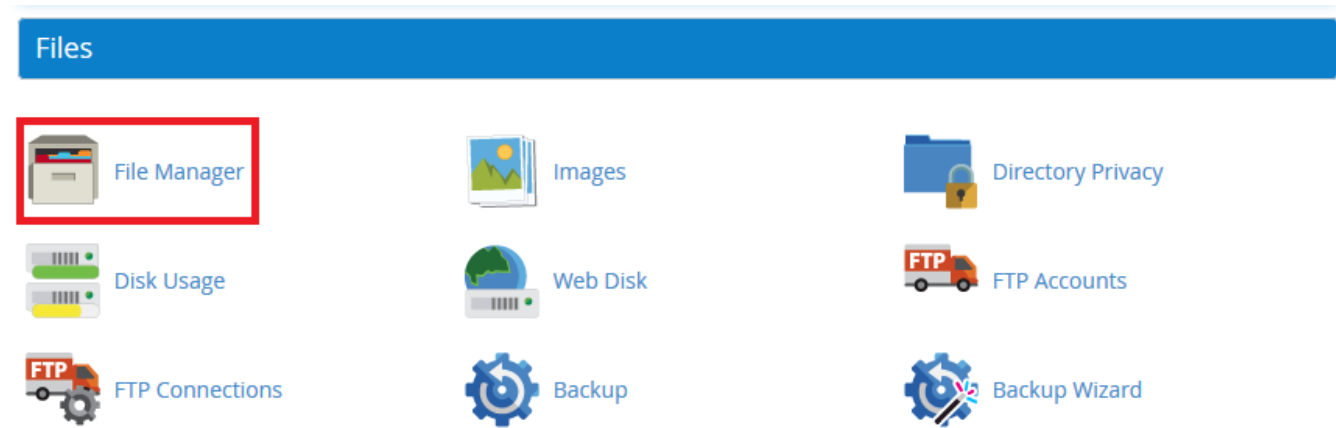 Files
File Manager
Images
Directory Privacy
Disk Usage
Web Disk
FTP
FTP Accounts
FTP
FTP Connections
Backup
Backup Wizard